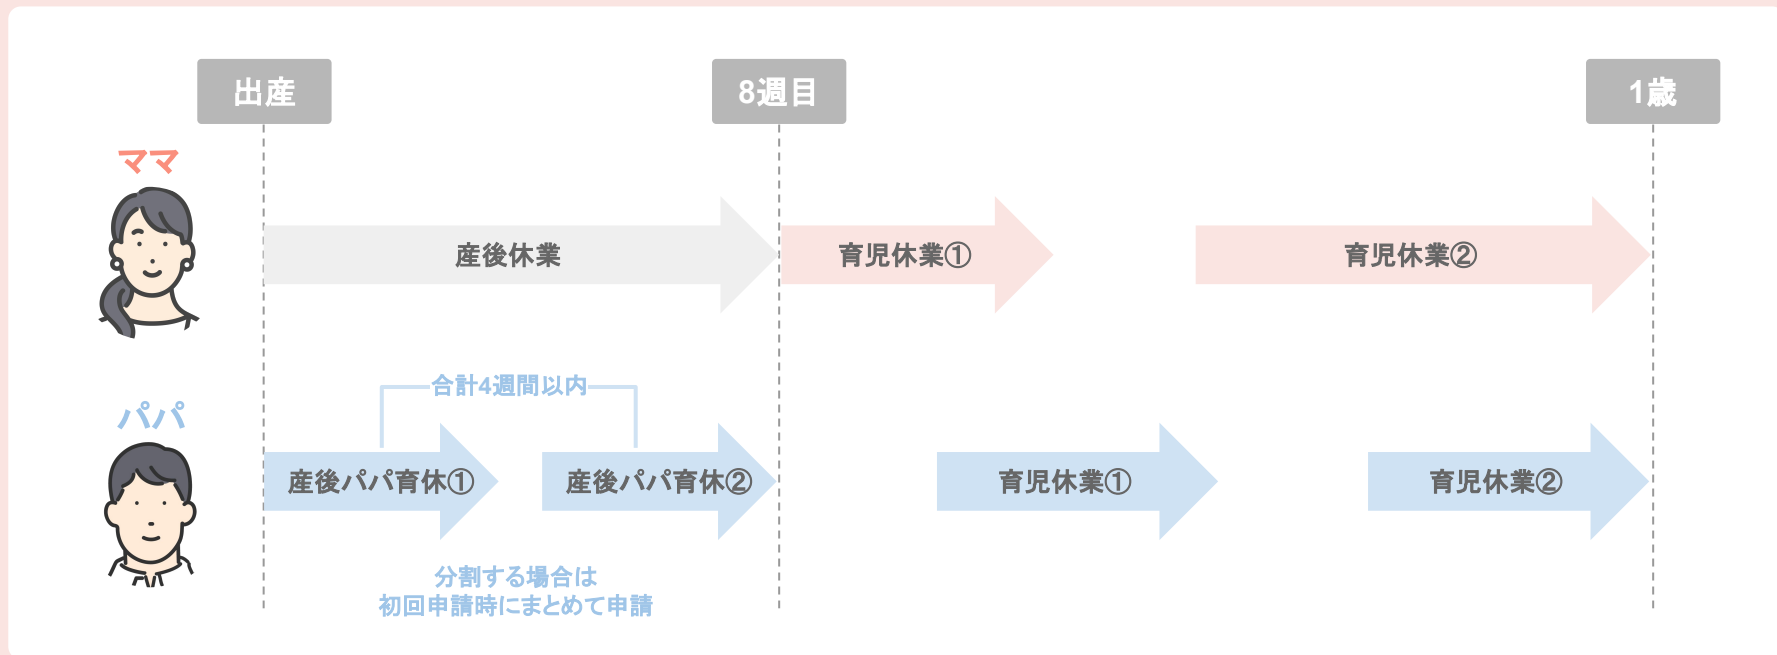 出産
8週目
1歳
ママ
産後休業
育児休業①
育児休業②
合計4週間以内
パパ
産後パパ育休①
産後パパ育休②
育児休業①
育児休業②
分割する場合は
初回申請時にまとめて申請